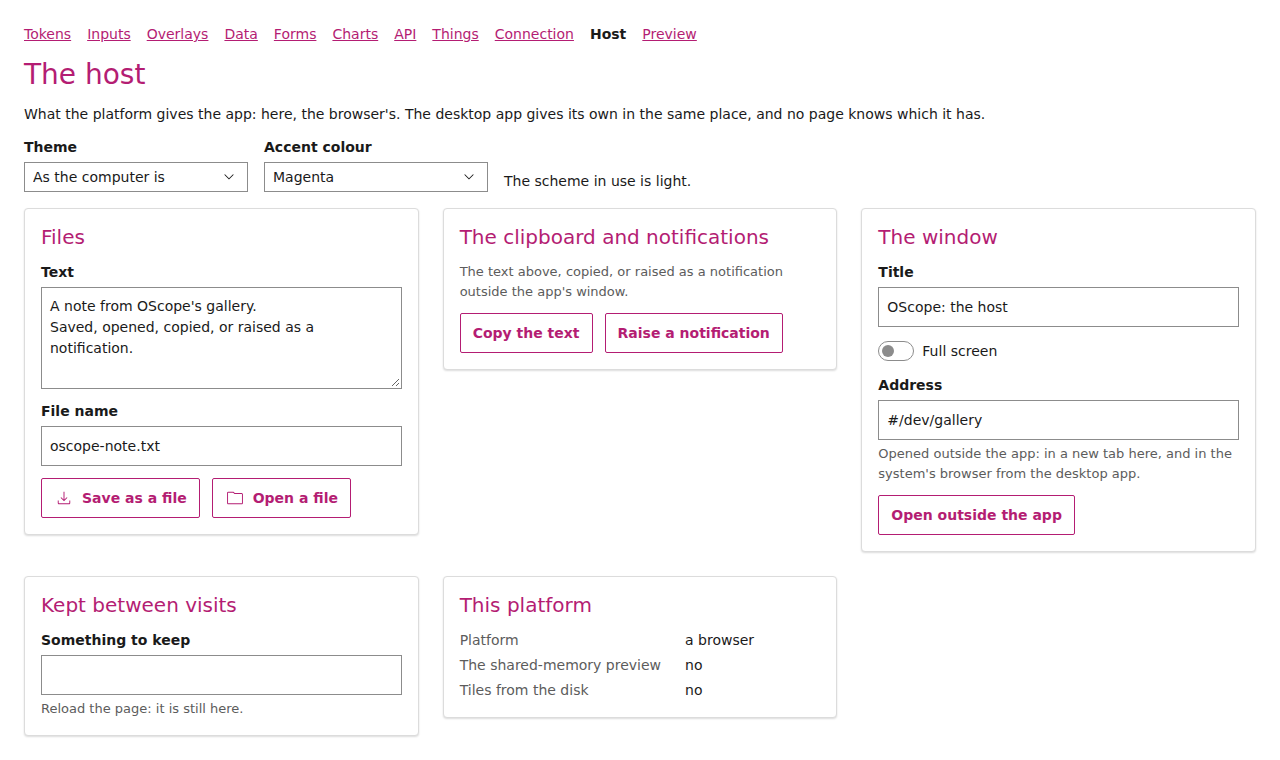 Tokens Inputs Overlays Data Forms Charts API Things Connection Host Preview
The host
What the platform gives the app: here, the browser's. The desktop app gives its own in the same place, and no page knows which it has.
Theme
As the computer is
Accent colour
Magenta
The scheme in use is light.
Files
Text
A note from OScope's gallery.
Saved, opened, copied, or raised as a
notification.
File name
oscope-note.txt
Save as a file
Open a file
The clipboard and notifications
The text above, copied, or raised as a notification
outside the app's window.
Copy the text
Raise a notification
The window
Title
OScope: the host
Full screen
Address
#/dev/gallery
Opened outside the app: in a new tab here, and in the
system's browser from the desktop app.
Open outside the app
Kept between visits
Something to keep
Reload the page: it is still here.
This platform
Platform a browser
The shared-memory preview no
Tiles from the disk no